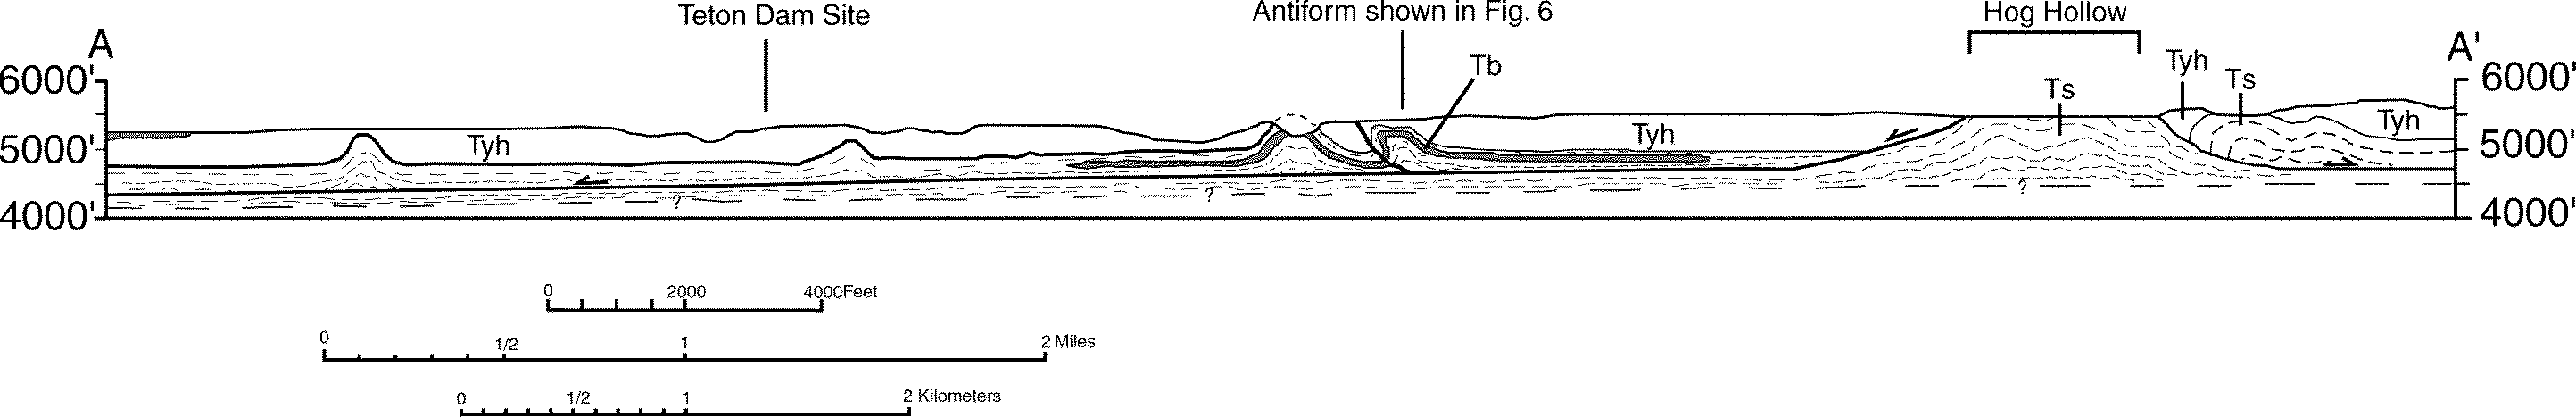 Teton Dam Site
Antiform shown in Fig. 6
Hog Hollow
A
A'
Tb
Tyh
Ts
Ts
6000'
6000'
Tyh
Tyh
Tyh
5000'
5000'
?
?
?
4000'
4000'
0 2000 4000Feet
0 1/2 1 2 Miles
0 1/2 1 2 Kilometers